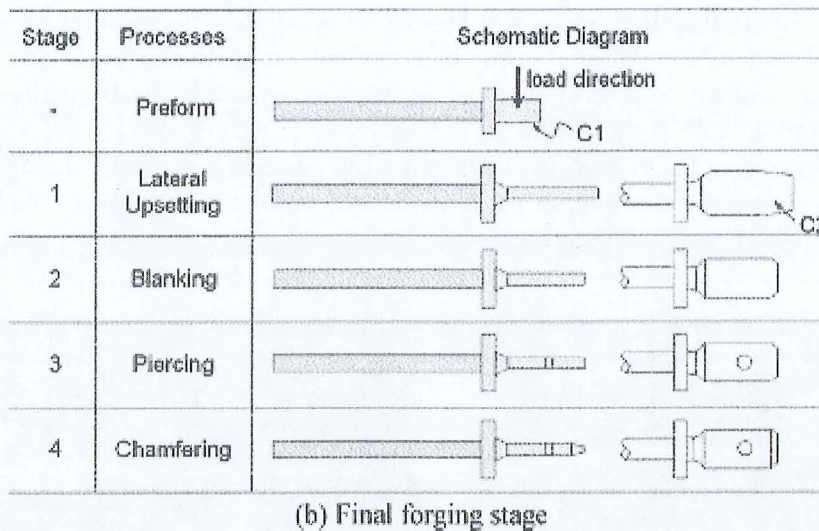 Stage Processes Schematic Diagram
- Preform
load direction
C1
1 Lateral Upsetting
C2
2 Blanking
3 Piercing
4 Chamfering
(b) Final forging stage